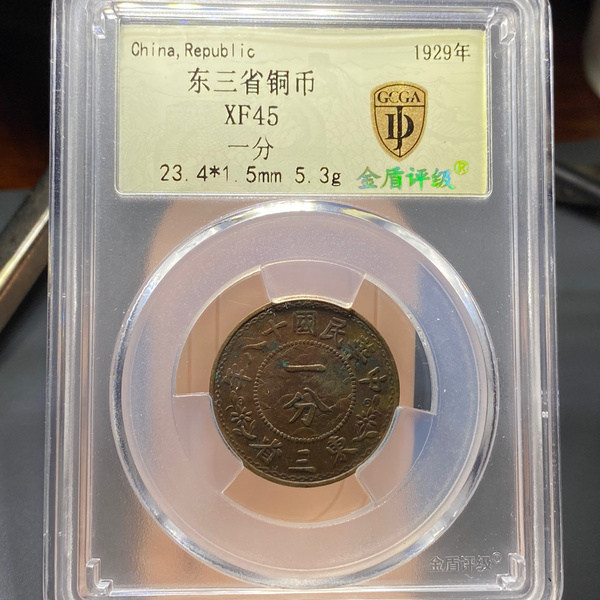 China,Republic
1929年
东三省铜币
XF45
一分
23.4*1.5mm 5.3g
GCGA
金盾评级®
中華民國十八年
一分
東三省
金盾评级®